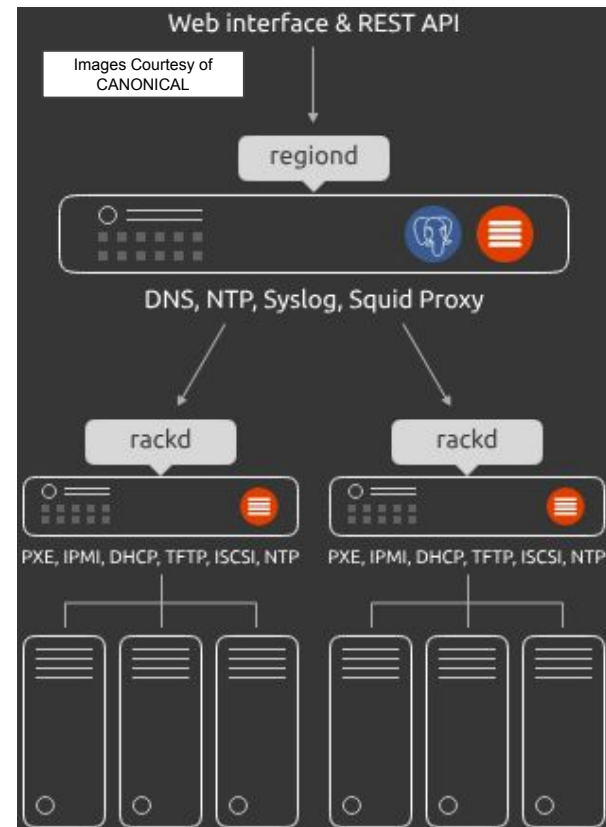 Web interface & REST API
Images Courtesy of
CANONICAL
regiond
DNS, NTP, Syslog, Squid Proxy
rackd
rackd
PXE, IPMI, DHCP, TFTP, ISCSI, NTP
PXE, IPMI, DHCP, TFTP, ISCSI, NTP